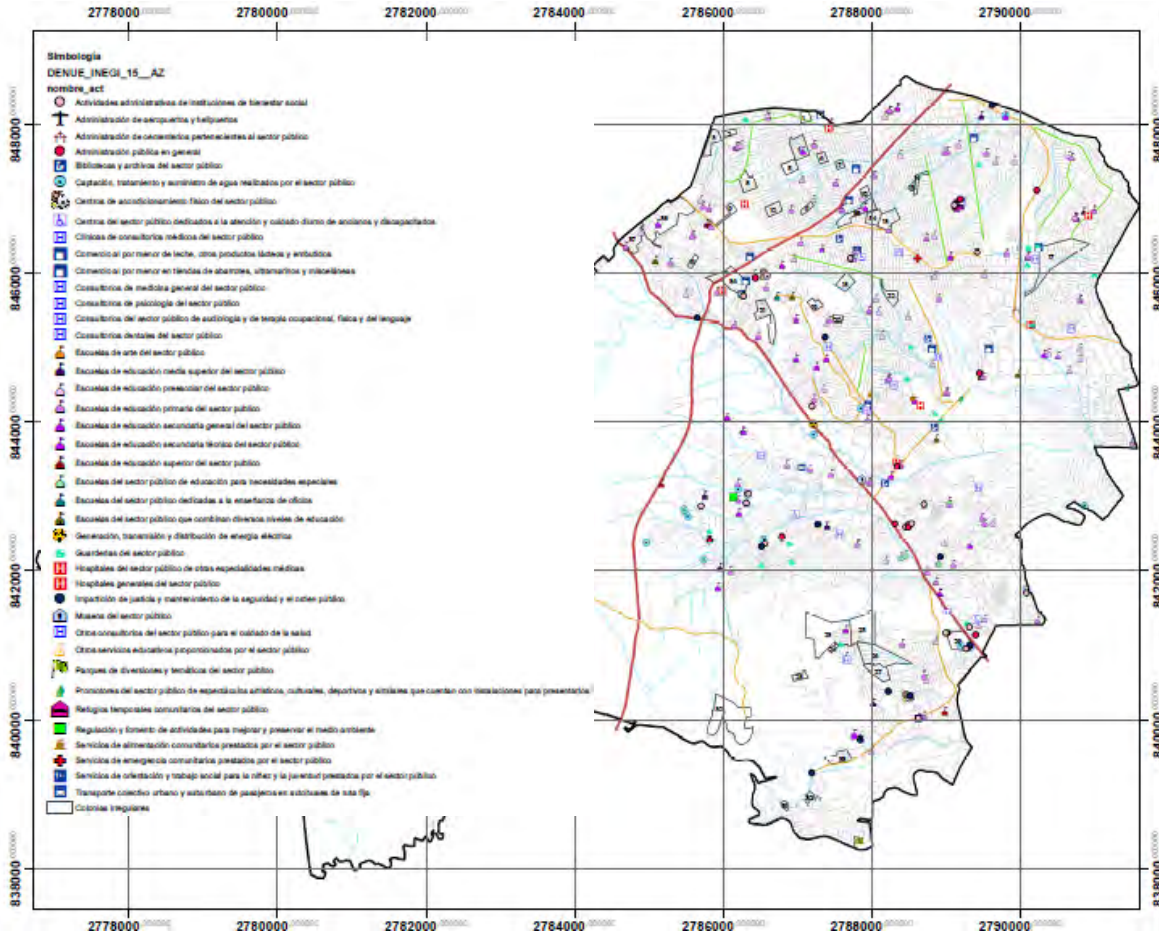 2778000 2780000 2782000 2784000 2786000 2788000 2790000
Simbología
DENUE_INEGI_15__AZ
nombre_act
Actividades administrativas de instituciones de bienestar social
Administración de aeropuertos y helipuertos
Administración de cementerios pertenecientes al sector público
Administración pública en general
Bibliotecas y archivos del sector público
Captación, tratamiento y suministro de agua realizados por el sector público
Centros de acondicionamiento físico del sector público
Centros del sector público dedicados a la atención y cuidado diurno de ancianos y discapacitados
Clínicas de consultorios médicos del sector público
Comercio al por menor de leche, otros productos lácteos y embutidos
Comercio al por menor en tiendas de abarrotes, ultramarinos y misceláneas
Consultorios de medicina general del sector público
Consultorios de psicología del sector público
Consultorios del sector público de audiología y de terapia ocupacional, física y del lenguaje
Consultorios dentales del sector público
Escuelas de arte del sector público
Escuelas de educación media superior del sector público
Escuelas de educación preescolar del sector público
Escuelas de educación primaria del sector público
Escuelas de educación secundaria general del sector público
Escuelas de educación secundaria técnica del sector público
Escuelas de educación superior del sector público
Escuelas del sector público de educación para necesidades especiales
Escuelas del sector público dedicadas a la enseñanza de oficios
Escuelas del sector público que combinan diversos niveles de educación
Generación, transmisión y distribución de energía eléctrica
Guarderías del sector público
Hospitales del sector público de otras especialidades médicas
Hospitales generales del sector público
Impartición de justicia y mantenimiento de la seguridad y el orden público
Museos del sector público
Otros consultorios del sector público para el cuidado de la salud
Otros servicios educativos proporcionados por el sector público
Parques de diversiones y temáticos del sector público
Promotores del sector público de espectáculos artísticos, culturales, deportivos y similares que cuentan con instalaciones para presentarlos
Refugios temporales comunitarios del sector público
Regulación y fomento de actividades para mejorar y preservar el medio ambiente
Servicios de alimentación comunitarios prestados por el sector público
Servicios de emergencia comunitarios prestados por el sector público
Servicios de orientación y trabajo social para la niñez y la juventud prestados por el sector público
Transporte colectivo urbano y suburbano de pasajeros en autobuses de ruta fija
Colonias Irregulares
848000 848000
846000 846000
844000 844000
842000 842000
840000 840000
838000 838000
2778000 2780000 2782000 2784000 2786000 2788000 2790000